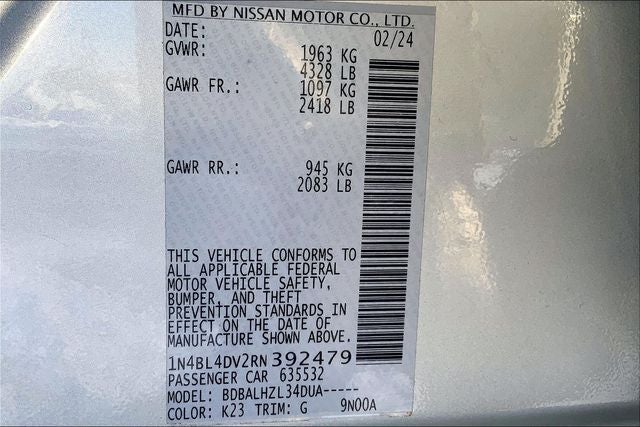 MFD BY NISSAN MOTOR CO., LTD.
DATE: 02/24
GVWR: 1963 KG
4328 LB
GAWR FR.: 1097 KG
2418 LB
GAWR RR.: 945 KG
2083 LB
THIS VEHICLE CONFORMS TO
ALL APPLICABLE FEDERAL
MOTOR VEHICLE SAFETY,
BUMPER, AND THEFT
PREVENTION STANDARDS IN
EFFECT ON THE DATE OF
MANUFACTURE SHOWN ABOVE.
1N4BL4DV2RN392479
PASSENGER CAR 635532
MODEL: BDBALHZL34DUA-----
COLOR: K23 TRIM: G 9N00A